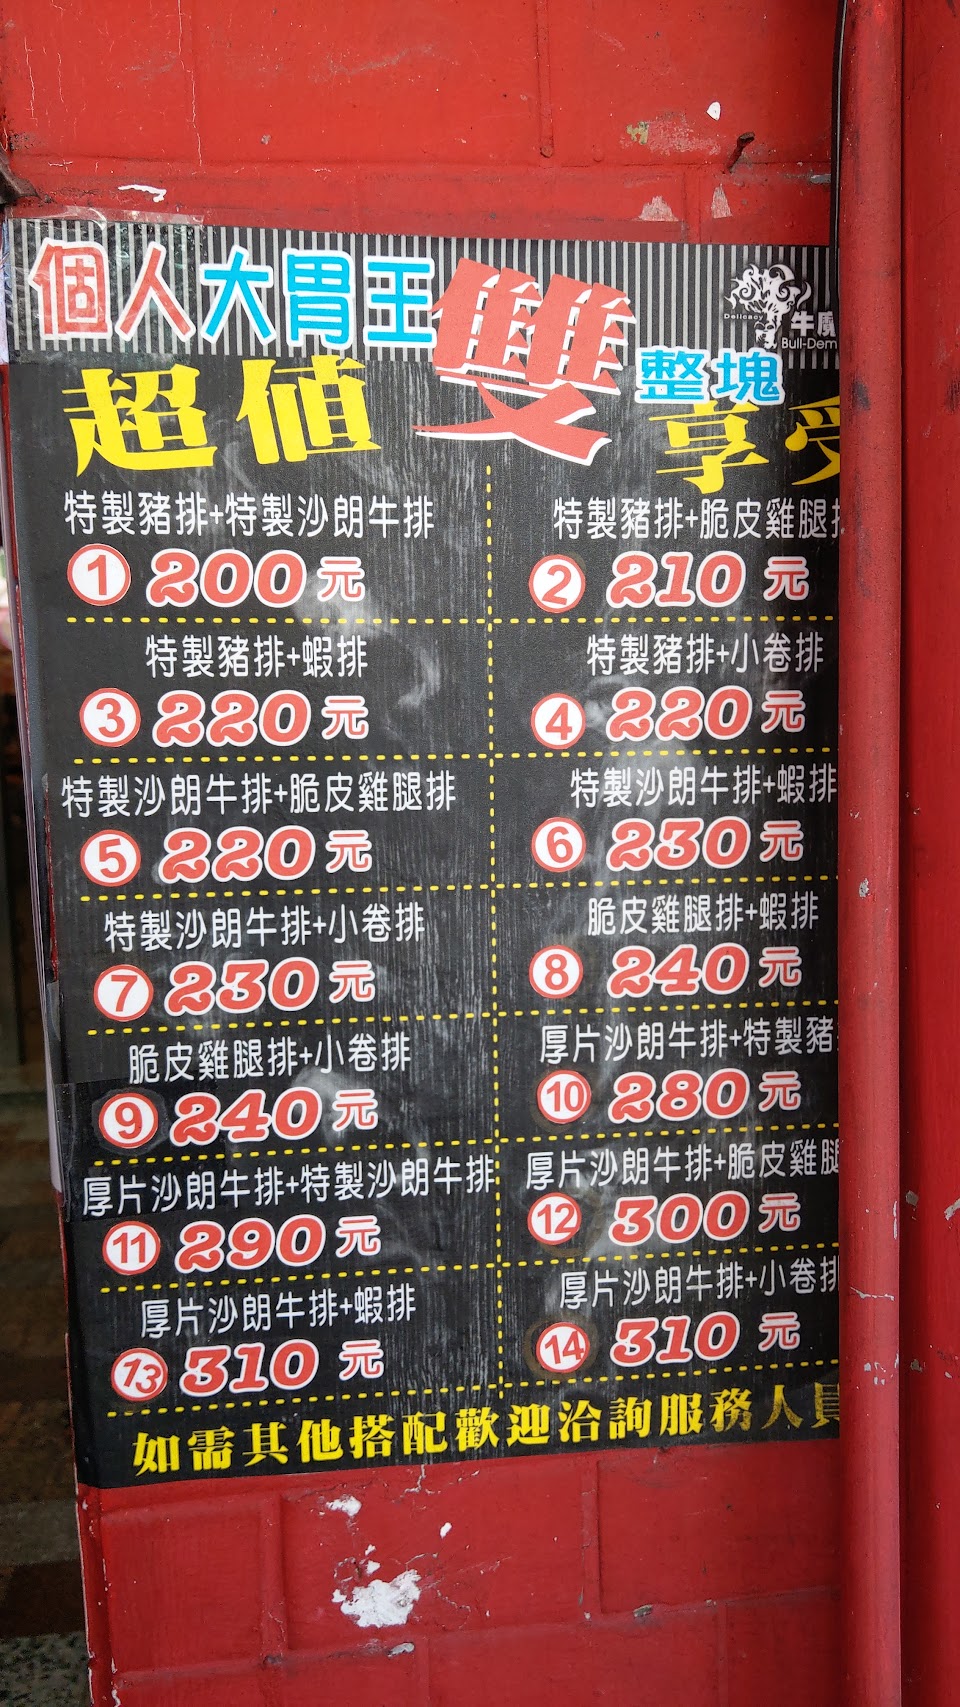 個人大胃王雙整塊
Delicacy
牛魔
Bull-Dem
超值 享受
特製豬排+特製沙朗牛排
① 200元
特製豬排+脆皮雞腿排
② 210元
特製豬排+蝦排
③ 220元
特製豬排+小卷排
④ 220元
特製沙朗牛排+脆皮雞腿排
⑤ 220元
特製沙朗牛排+蝦排
⑥ 230元
特製沙朗牛排+小卷排
⑦ 230元
脆皮雞腿排+蝦排
⑧ 240元
脆皮雞腿排+小卷排
⑨ 240元
厚片沙朗牛排+特製豬
⑩ 280元
厚片沙朗牛排+特製沙朗牛排
⑪ 290元
厚片沙朗牛排+脆皮雞腿
⑫ 300元
厚片沙朗牛排+蝦排
⑬ 310元
厚片沙朗牛排+小卷排
⑭ 310元
如需其他搭配歡迎洽詢服務人員